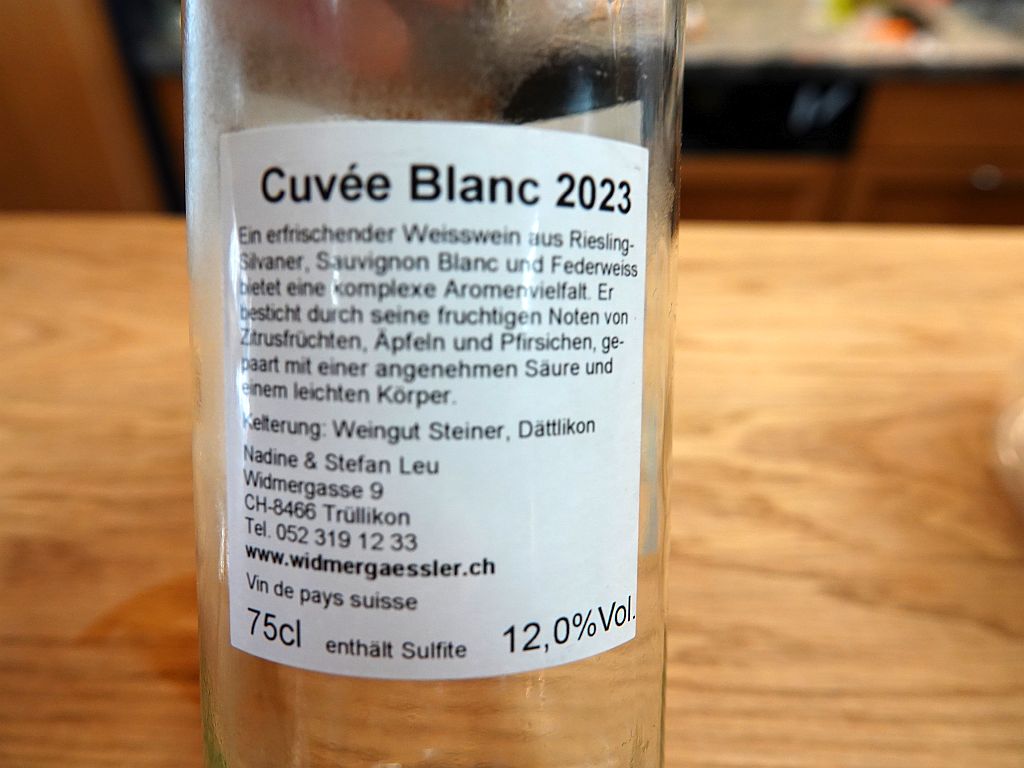 Cuvée Blanc 2023
Ein erfrischender Weisswein aus Riesling-
Silvaner, Sauvignon Blanc und Federweiss
bietet eine komplexe Aromenvielfalt. Er
besticht durch seine fruchtigen Noten von
Zitrusfrüchten, Äpfeln und Pfirsichen, ge-
paart mit einer angenehmen Säure und
einem leichten Körper.
Kelterung: Weingut Steiner, Dättlikon
Nadine & Stefan Leu
Widmergasse 9
CH-8466 Trüllikon
Tel. 052 319 12 33
www.widmergaessler.ch
Vin de pays suisse
75cl enthält Sulfite 12,0%Vol.